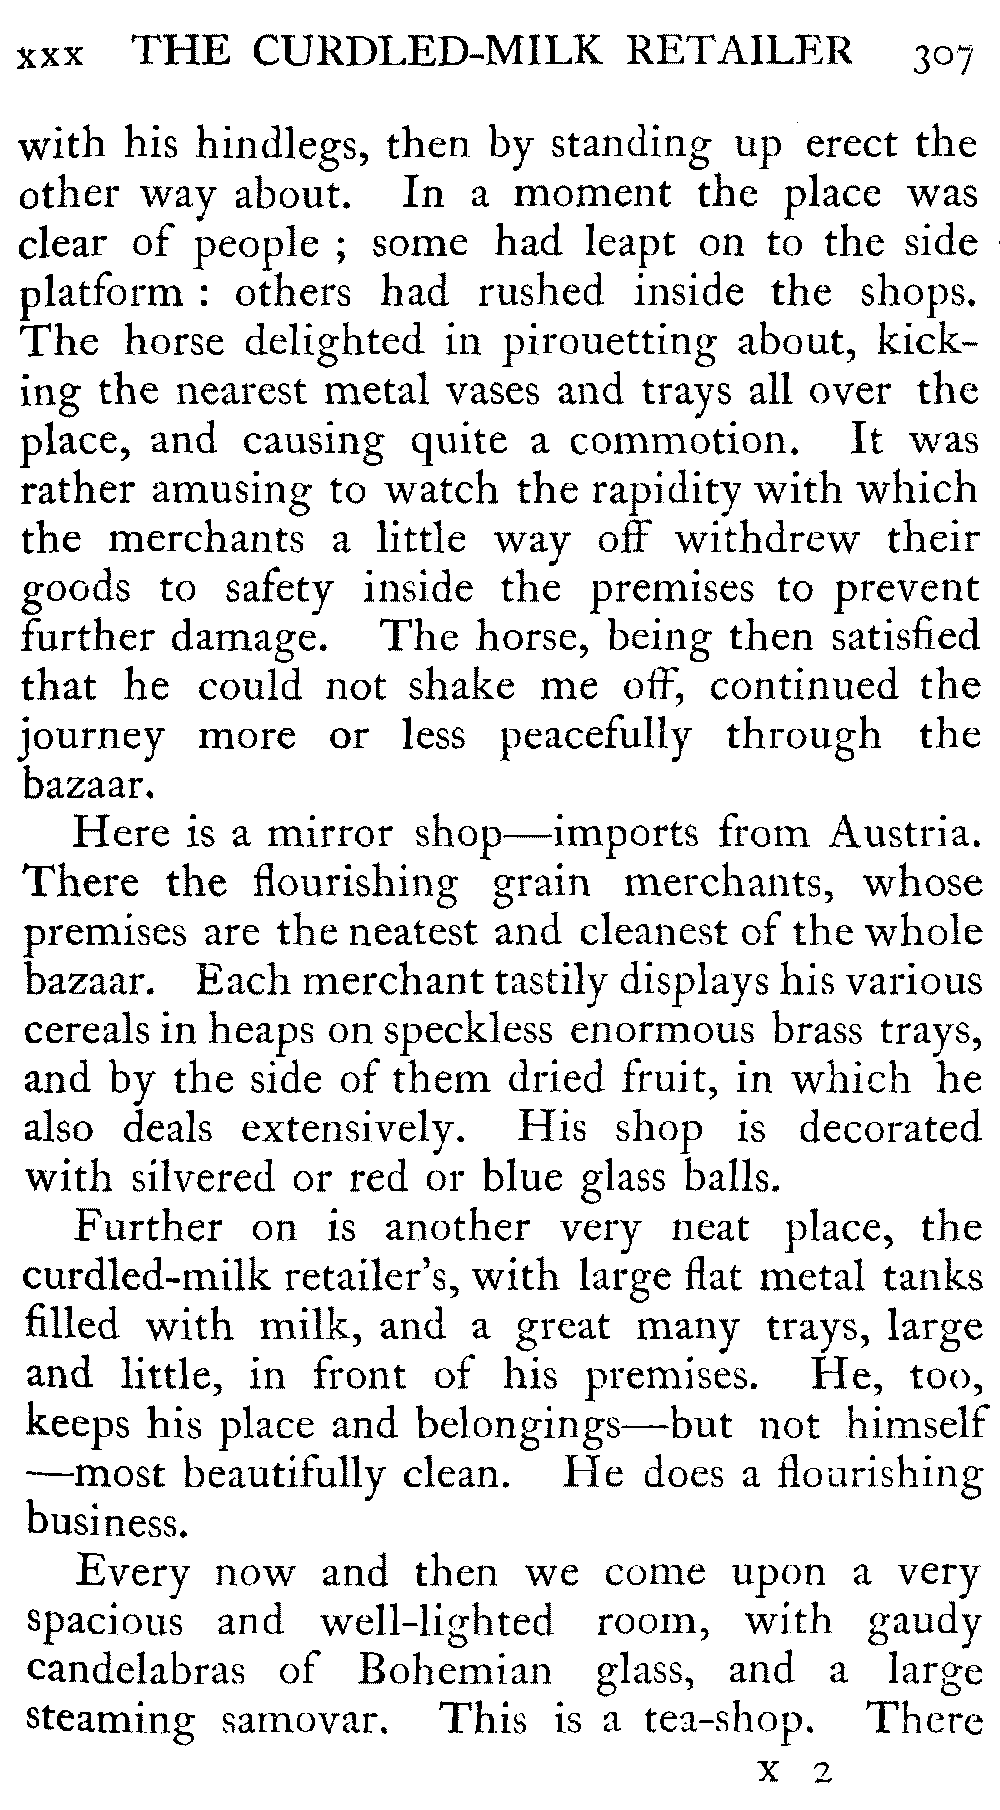 xxx THE CURDLED-MILK RETAILER 307
with his hindlegs, then by standing up erect the
other way about. In a moment the place was
clear of people ; some had leapt on to the side
platform : others had rushed inside the shops.
The horse delighted in pirouetting about, kick-
ing the nearest metal vases and trays all over the
place, and causing quite a commotion. It was
rather amusing to watch the rapidity with which
the merchants a little way off withdrew their
goods to safety inside the premises to prevent
further damage. The horse, being then satisfied
that he could not shake me off, continued the
journey more or less peacefully through the
bazaar.
Here is a mirror shop—imports from Austria.
There the flourishing grain merchants, whose
premises are the neatest and cleanest of the whole
bazaar. Each merchant tastily displays his various
cereals in heaps on speckless enormous brass trays,
and by the side of them dried fruit, in which he
also deals extensively. His shop is decorated
with silvered or red or blue glass balls.
Further on is another very neat place, the
curdled-milk retailer's, with large flat metal tanks
filled with milk, and a great many trays, large
and little, in front of his premises. He, too,
keeps his place and belongings—but not himself
—most beautifully clean. He does a flourishing
business.
Every now and then we come upon a very
spacious and well-lighted room, with gaudy
candelabras of Bohemian glass, and a large
steaming samovar. This is a tea-shop. There
X 2